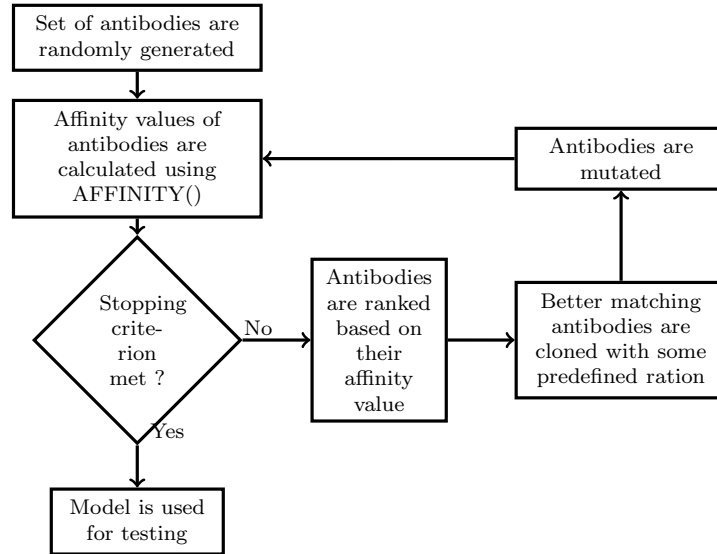 Set of antibodies are
randomly generated
Affinity values of
antibodies are
calculated using
AFFINITY()
Antibodies are
mutated
Stopping
crite-
rion
met ?
No
Antibodies
are ranked
based on
their
affinity
value
Better matching
antibodies are
cloned with some
predefined ration
Yes
Model is used
for testing